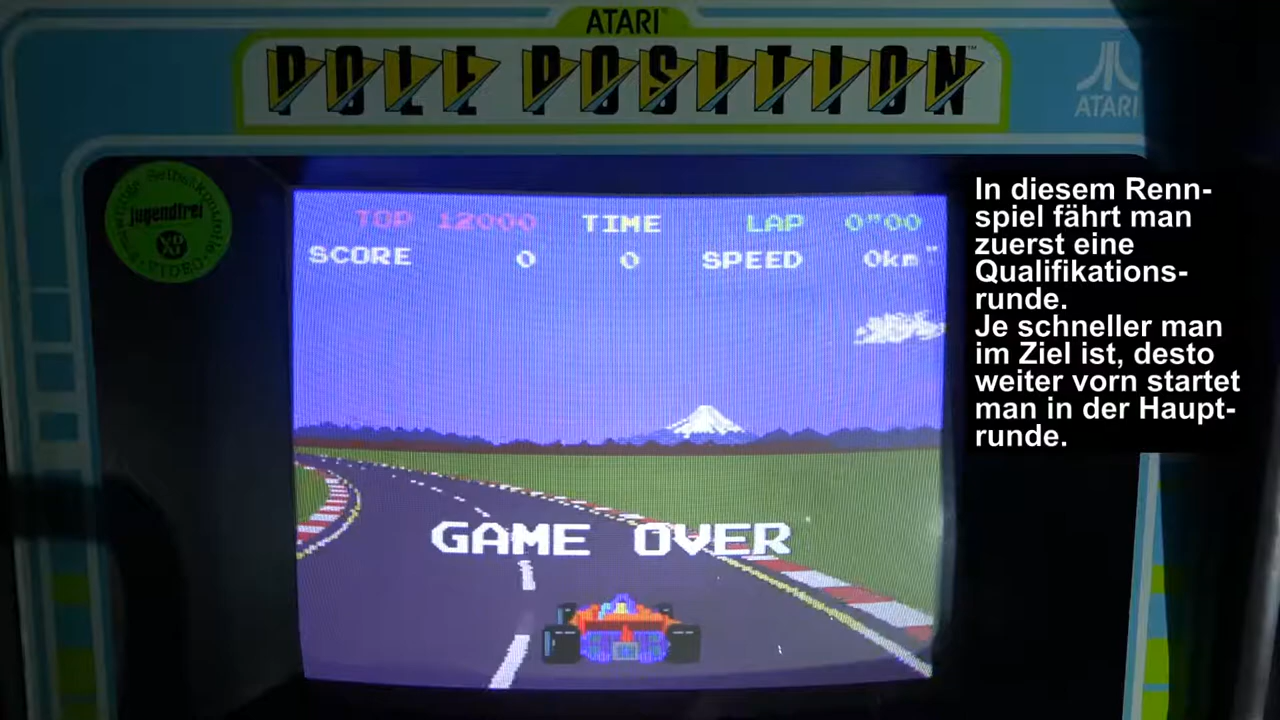 ATARI
POLE POSITION™
ATARI
jugendfrei
VIDEO
TOP 12000 TIME LAP 0"00
SCORE 0 0 SPEED 0km
GAME OVER
In diesem Renn-
spiel fährt man
zuerst eine
Qualifikations-
runde.
Je schneller man
im Ziel ist, desto
weiter vorn startet
man in der Haupt-
runde.